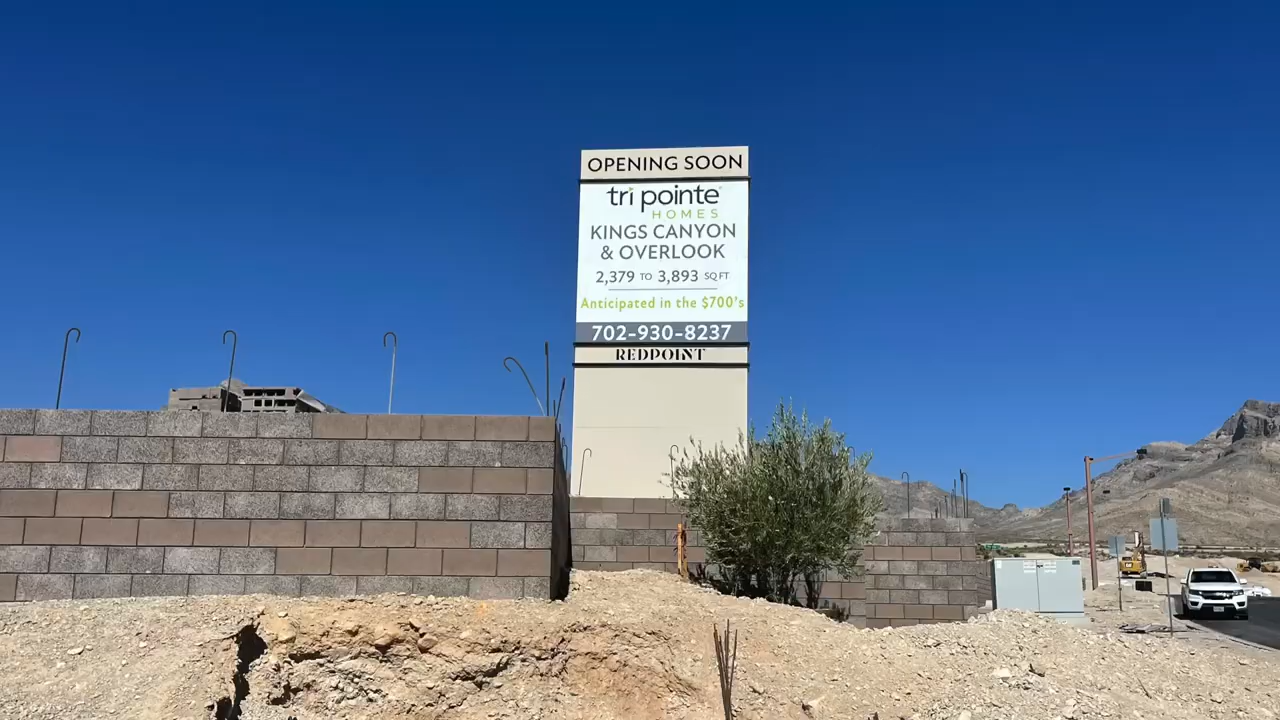 OPENING SOON
tri pointe
HOMES
KINGS CANYON
& OVERLOOK
2,379 TO 3,893 SQ FT
Anticipated in the $700's
702-930-8237
REDPOINT